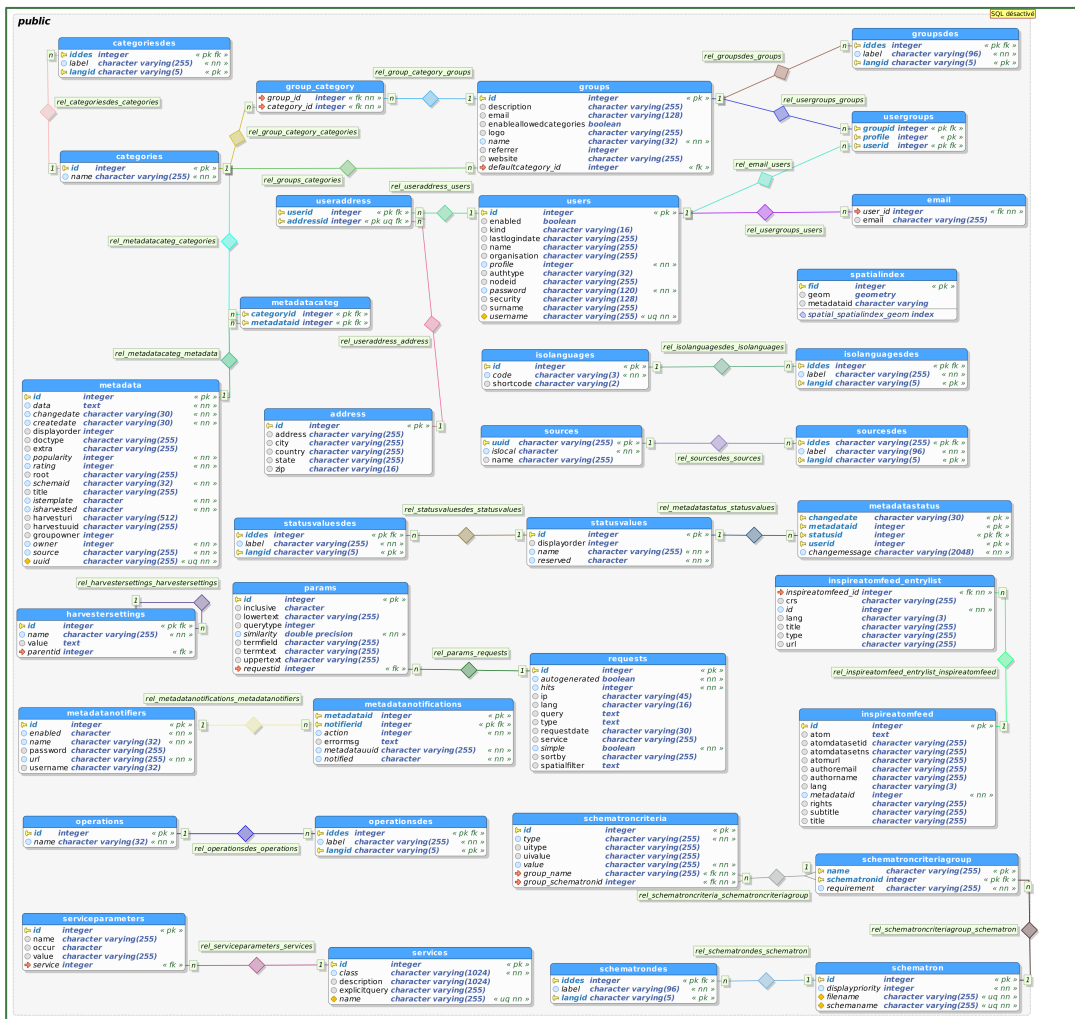 SQL désactivé
public
categoriesdes
iddes integer « pk fk »
label character varying(255) « nn »
langid character varying(5) « pk »
rel_categoriesdes_categories
categories
id integer « pk »
name character varying(255) « nn »
group_category
group_id integer « fk nn »
category_id integer « fk nn »
rel_group_category_groups
rel_group_category_categories
rel_groups_categories
groups
id integer « pk »
description character varying(255)
email character varying(128)
enableallowedcategories boolean
logo character varying(255)
name character varying(32) « nn »
referrer integer
website character varying(255)
defaultcategory_id integer « fk »
rel_groupsdes_groups
groupsdes
iddes integer « pk fk »
label character varying(96) « nn »
langid character varying(5) « pk »
rel_usergroups_groups
usergroups
groupid integer « pk fk »
profile integer « pk »
userid integer « pk fk »
rel_email_users
rel_useraddress_users
useraddress
userid integer « pk fk »
addressid integer « pk uq fk »
users
id integer « pk »
enabled boolean
kind character varying(16)
lastlogindate character varying(255)
name character varying(255)
organisation character varying(255)
profile integer « nn »
authtype character varying(32)
nodeid character varying(255)
password character varying(120) « nn »
security character varying(128)
surname character varying(255)
username character varying(255) « uq nn »
email
user_id integer « fk nn »
email character varying(255)
rel_usergroups_users
rel_metadatacateg_categories
spatialindex
fid integer « pk »
geom geometry
metadataid character varying
spatial_spatialindex_geom index
metadatacateg
categoryid integer « pk fk »
metadataid integer « pk fk »
rel_useraddress_address
rel_metadatacateg_metadata
isolanguages
id integer « pk »
code character varying(3) « nn »
shortcode character varying(2)
rel_isolanguagesdes_isolanguages
isolanguagesdes
iddes integer « pk fk »
label character varying(255) « nn »
langid character varying(5) « pk »
metadata
id integer « pk »
data text « nn »
changedate character varying(30) « nn »
createdate character varying(30) « nn »
displayorder integer
doctype character varying(255)
extra character varying(255)
popularity integer « nn »
rating integer « nn »
root character varying(255)
schemaid character varying(32) « nn »
title character varying(255)
istemplate character « nn »
isharvested character « nn »
harvesturi character varying(512)
harvestuuid character varying(255)
groupowner integer
owner integer « nn »
source character varying(255) « nn »
uuid character varying(255) « uq nn »
address
id integer « pk »
address character varying(255)
city character varying(255)
country character varying(255)
state character varying(255)
zip character varying(16)
sources
uuid character varying(255) « pk »
islocal character « nn »
name character varying(255)
rel_sourcesdes_sources
sourcesdes
iddes character varying(255) « pk fk »
label character varying(96) « nn »
langid character varying(5) « pk »
rel_statusvaluesdes_statusvalues
statusvaluesdes
iddes integer « pk fk »
label character varying(255) « nn »
langid character varying(5) « pk »
statusvalues
id integer « pk »
displayorder integer
name character varying(255) « nn »
reserved character « nn »
rel_metadatastatus_statusvalues
metadatastatus
changedate character varying(30) « pk »
metadataid integer « pk »
statusid integer « pk fk »
userid integer « pk »
changemessage character varying(2048) « nn »
rel_harvestersettings_harvestersettings
harvestersettings
id integer « pk fk »
name character varying(255) « nn »
value text
parentid integer « fk »
params
id integer « pk »
inclusive character
lowertext character varying(255)
querytype integer
similarity double precision « nn »
termfield character varying(255)
termtext character varying(255)
uppertext character varying(255)
requestid integer « fk »
rel_params_requests
requests
id integer « pk »
autogenerated boolean « nn »
hits integer « nn »
ip character varying(45)
lang character varying(16)
query text
type text
requestdate character varying(30)
service character varying(255)
simple boolean « nn »
sortby character varying(255)
spatialfilter text
inspireatomfeed_entrylist
inspireatomfeed_id integer « fk nn »
crs character varying(255)
id integer « nn »
lang character varying(3)
title character varying(255)
type character varying(255)
url character varying(255)
rel_inspireatomfeed_entrylist_inspireatomfeed
inspireatomfeed
id integer « pk »
atom text
atomdatasetid character varying(255)
atomdatasetns character varying(255)
atomurl character varying(255)
authoremail character varying(255)
authorname character varying(255)
lang character varying(3)
metadataid integer « nn »
rights character varying(255)
subtitle character varying(255)
title character varying(255)
rel_metadatanotifications_metadatanotifiers
metadatanotifiers
id integer « pk »
enabled character « nn »
name character varying(32) « nn »
password character varying(255)
url character varying(255) « nn »
username character varying(32)
metadatanotifications
metadataid integer « pk »
notifierid integer « pk fk »
action integer « nn »
errormsg text
metadatauuid character varying(255) « nn »
notified character « nn »
operations
id integer « pk »
name character varying(32) « nn »
rel_operationsdes_operations
operationsdes
iddes integer « pk fk »
label character varying(255) « nn »
langid character varying(5) « pk »
schematroncriteria
id integer « pk »
type character varying(255) « nn »
uitype character varying(255)
uivalue character varying(255)
value character varying(255) « nn »
group_name character varying(255) « fk nn »
group_schematronid integer « fk nn »
rel_schematroncriteria_schematroncriteriagroup
schematroncriteriagroup
name character varying(255) « pk »
schematronid integer « pk fk »
requirement character varying(255) « nn »
rel_schematroncriteriagroup_schematron
serviceparameters
id integer « pk »
name character varying(255)
occur character
value character varying(255)
service integer « fk »
rel_serviceparameters_services
services
id integer « pk »
class character varying(1024) « nn »
description character varying(1024)
explicitquery character varying(255)
name character varying(255) « uq nn »
rel_schematrondes_schematron
schematrondes
iddes integer « pk fk »
label character varying(96) « nn »
langid character varying(5) « pk »
schematron
id integer « pk »
displaypriority integer « nn »
filename character varying(255) « uq nn »
schemaname character varying(255) « uq nn »